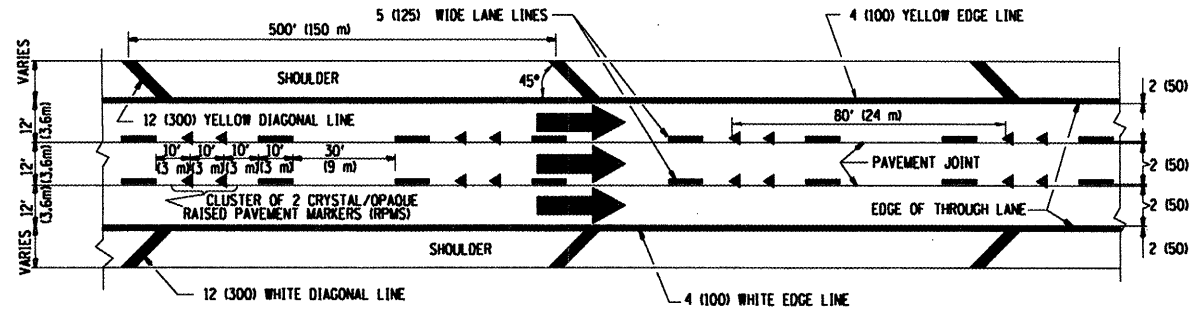 5 (125) WIDE LANE LINES
4 (100) YELLOW EDGE LINE
500' (150 m)
VARIES
SHOULDER
45°
2 (50)
12 (300) YELLOW DIAGONAL LINE
80' (24 m)
12'
(3.6m)
10'
(3 m)
10'
(3 m)
10'
(3 m)
10'
(3 m)
30'
(9 m)
12'
(3.6m)
PAVEMENT JOINT
2 (50)
CLUSTER OF 2 CRYSTAL/OPAQUE
RAISED PAVEMENT MARKERS (RPMS)
12'
(3.6m)
EDGE OF THROUGH LANE
2 (50)
VARIES
SHOULDER
2 (50)
12 (300) WHITE DIAGONAL LINE
4 (100) WHITE EDGE LINE